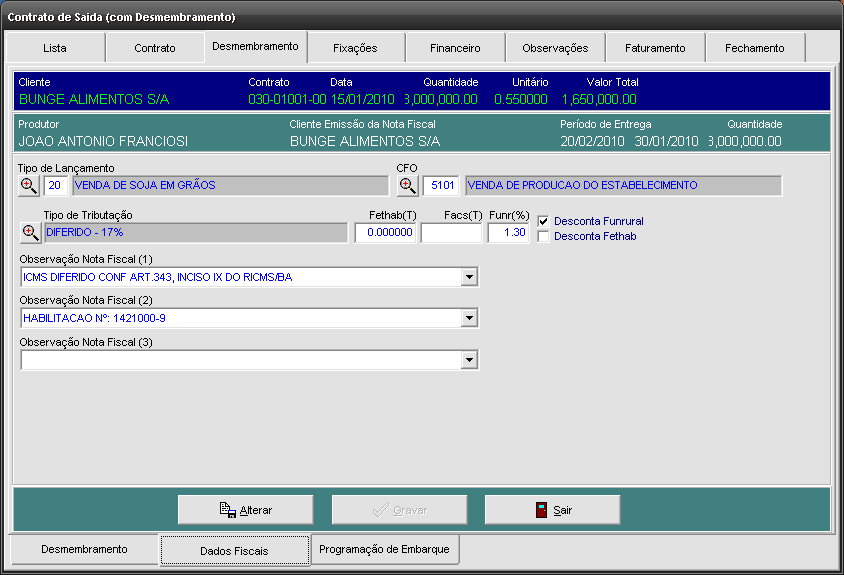 Contrato de Saída (com Desmembramento)
Lista Contrato Desmembramento Fixações Financeiro Observações Faturamento Fechamento
Cliente Contrato Data Quantidade Unitário Valor Total
BUNGE ALIMENTOS S/A 030-01001-00 15/01/2010 3,000,000.00 0.550000 1,650,000.00
Produtor Cliente Emissão da Nota Fiscal Período de Entrega Quantidade
JOAO ANTONIO FRANCIOSI BUNGE ALIMENTOS S/A 20/02/2010 30/01/2010 3,000,000.00
Tipo de Lançamento CFO
20 VENDA DE SOJA EM GRÃOS 5101 VENDA DE PRODUCAO DO ESTABELECIMENTO
Tipo de Tributação Fethab(T) Facs(T) Funr(%)
DIFERIDO - 17% 0.000000 1.30 Desconta Funrural
Desconta Fethab
Observação Nota Fiscal (1)
ICMS DIFERIDO CONF ART.343, INCISO IX DO RICMS/BA
Observação Nota Fiscal (2)
HABILITACAO Nº: 1421000-9
Observação Nota Fiscal (3)
Alterar Gravar Sair
Desmembramento Dados Fiscais Programação de Embarque